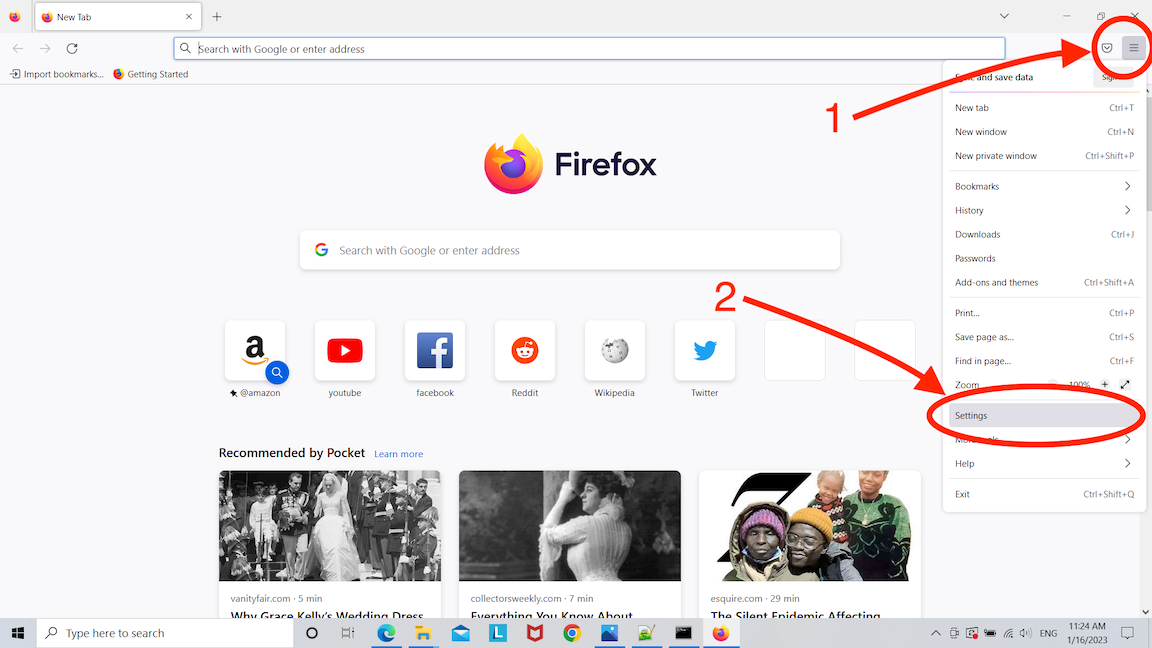 New Tab
Search with Google or enter address
Import bookmarks...
Getting Started
1
Sync and save data
New tab Ctrl+T
New window Ctrl+N
New private window Ctrl+Shift+P
Bookmarks
History
Downloads Ctrl+J
Passwords
Add-ons and themes Ctrl+Shift+A
Print... Ctrl+P
Save page as... Ctrl+S
Find in page... Ctrl+F
Zoom 100%
Settings
Help
Exit Ctrl+Shift+Q
2
Firefox
Search with Google or enter address
a
@amazon
youtube
facebook
Reddit
Wikipedia
Twitter
Recommended by Pocket Learn more
vanityfair.com · 5 min
Why Grace Kelly's Wedding Dress
collectorsweekly.com · 7 min
Everything You Know About
esquire.com · 29 min
The Silent Epidemic Affecting
Type here to search
L
ENG
11:24 AM
1/16/2023